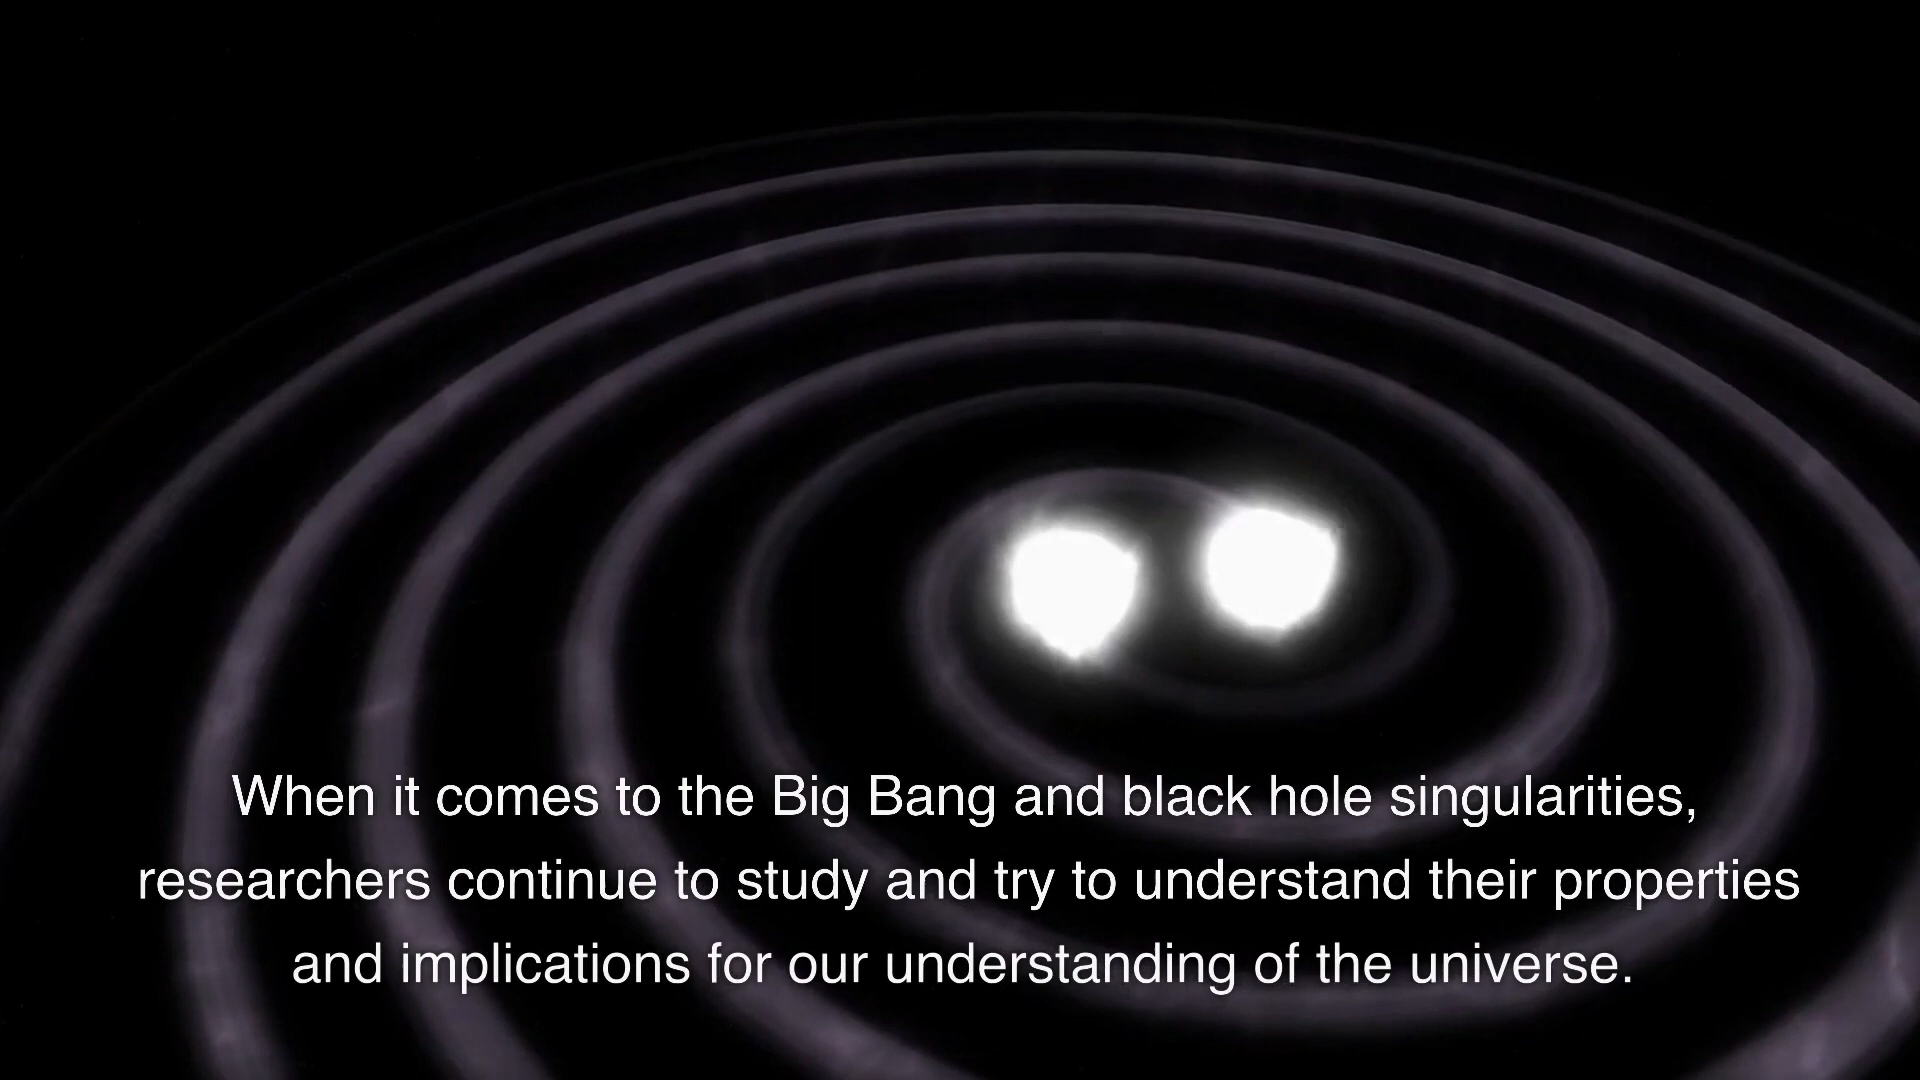 When it comes to the Big Bang and black hole singularities,
researchers continue to study and try to understand their properties
and implications for our understanding of the universe.